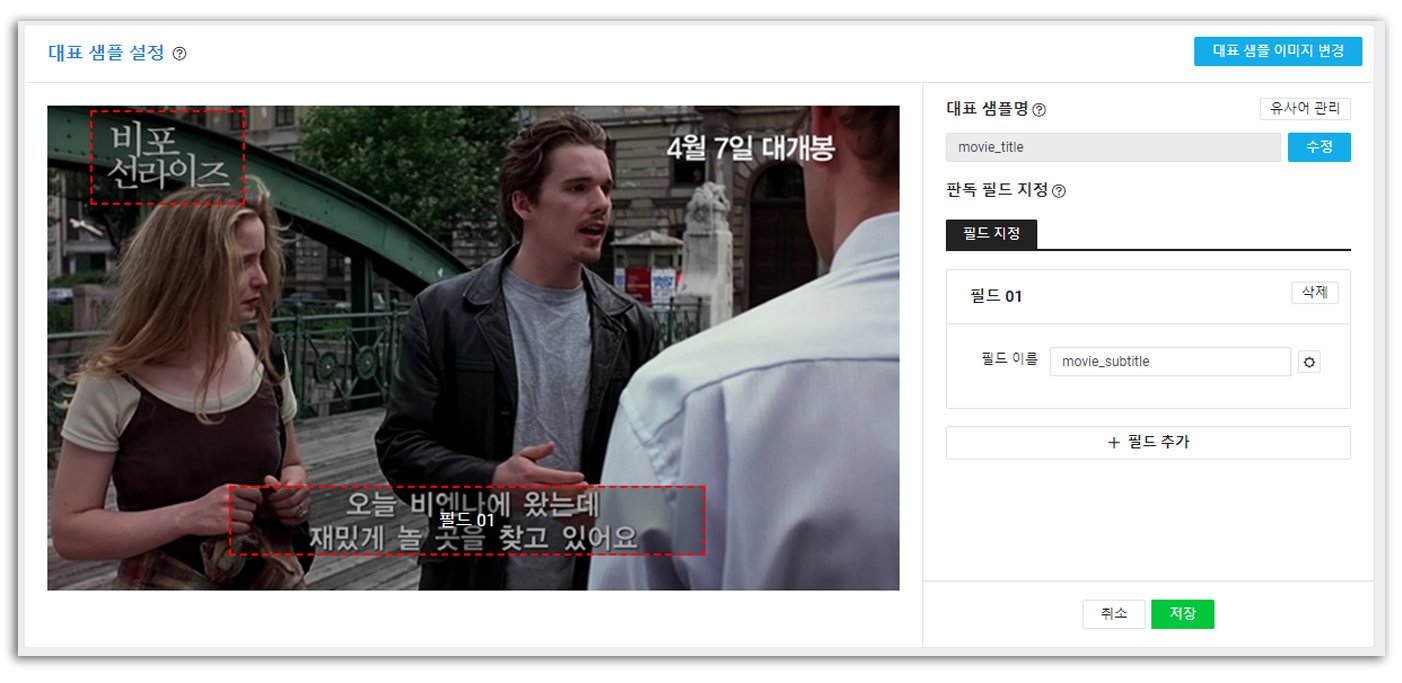 대표 샘플 설정 ?
대표 샘플 이미지 변경
비포
선라이즈
4월 7일 대개봉
오늘 비엔나에 왔는데
필드 01
재밌게 놀 곳을 찾고 있어요
대표 샘플명 ?
유사어 관리
movie_title
수정
판독 필드 지정 ?
필드 지정
필드 01
삭제
필드 이름
movie_subtitle
+ 필드 추가
취소
저장